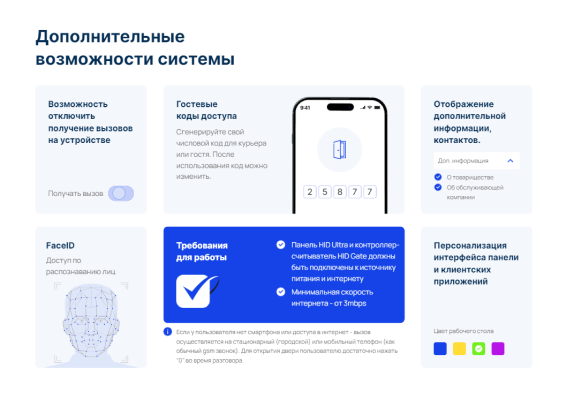 Дополнительные
возможности системы
Возможность
отключить
получение вызовов
на устройстве
Получать вызов
Гостевые
коды доступа
Сгенерируйте свой
числовой код для курьера
или гостя. После
использования код можно
изменить.
9:41
2 5 8 7 7
Отображение
дополнительной
информации,
контактов.
Доп. информация
О товариществе
Об обслуживающей
компании
FaceID
Доступ по
распознаванию лиц
Требования
для работы
Панель HID Ultra и контроллер-
считыватель HID Gate должны
быть подключены к источнику
питания и интернету
Минимальная скорость
интернета - от 3mbps
Если у пользователя нет смартфона или доступа в интернет - вызов
осуществляется на стационарный (городской) или мобильный телефон (как
обычный gsm звонок). Для открытия двери пользователю достаточно нажать
"0" во время разговора.
Персонализация
интерфейса панели
и клиентских
приложений
Цвет рабочего стола